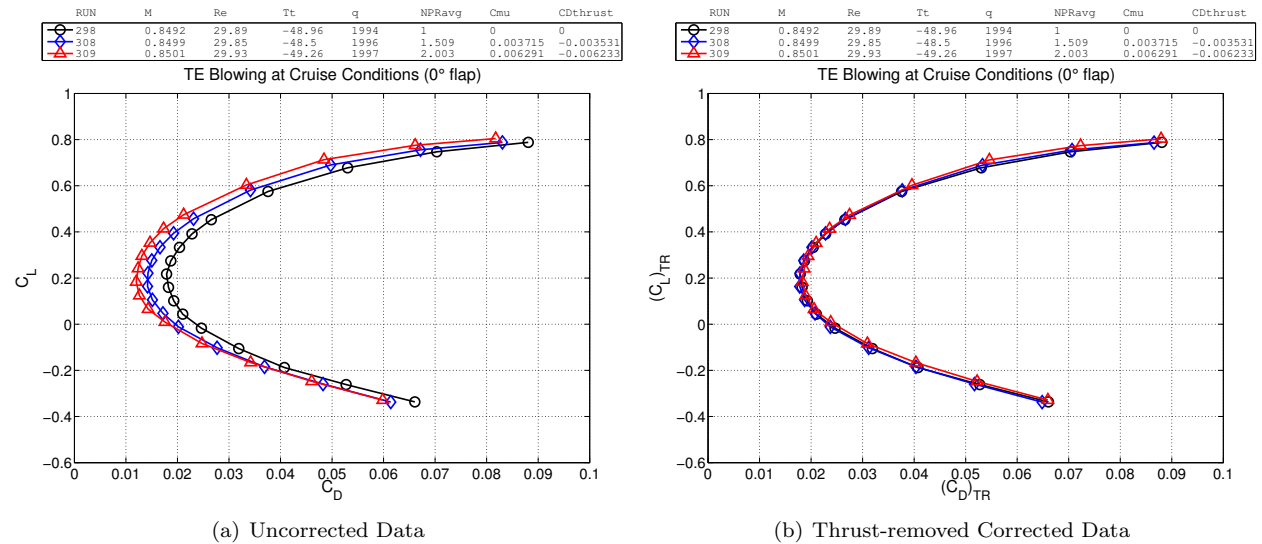 RUN M Re Tt q NPRavg Cmu CDthrust
298 0.8492 29.89 −48.96 1994 1 0 0
308 0.8499 29.85 −48.5 1996 1.509 0.003715 −0.003531
309 0.8501 29.93 −49.26 1997 2.003 0.006291 −0.006233
TE Blowing at Cruise Conditions (0° flap)
1
0.8
0.6
0.4
0.2
0
−0.2
−0.4
−0.6
C_L
0 0.01 0.02 0.03 0.04 0.05 0.06 0.07 0.08 0.09 0.1
C_D
(a) Uncorrected Data
RUN M Re Tt q NPRavg Cmu CDthrust
298 0.8492 29.89 −48.96 1994 1 0 0
308 0.8499 29.85 −48.5 1996 1.509 0.003715 −0.003531
309 0.8501 29.93 −49.26 1997 2.003 0.006291 −0.006233
TE Blowing at Cruise Conditions (0° flap)
1
0.8
0.6
0.4
0.2
0
−0.2
−0.4
−0.6
(C_L)_TR
0 0.01 0.02 0.03 0.04 0.05 0.06 0.07 0.08 0.09 0.1
(C_D)_TR
(b) Thrust-removed Corrected Data